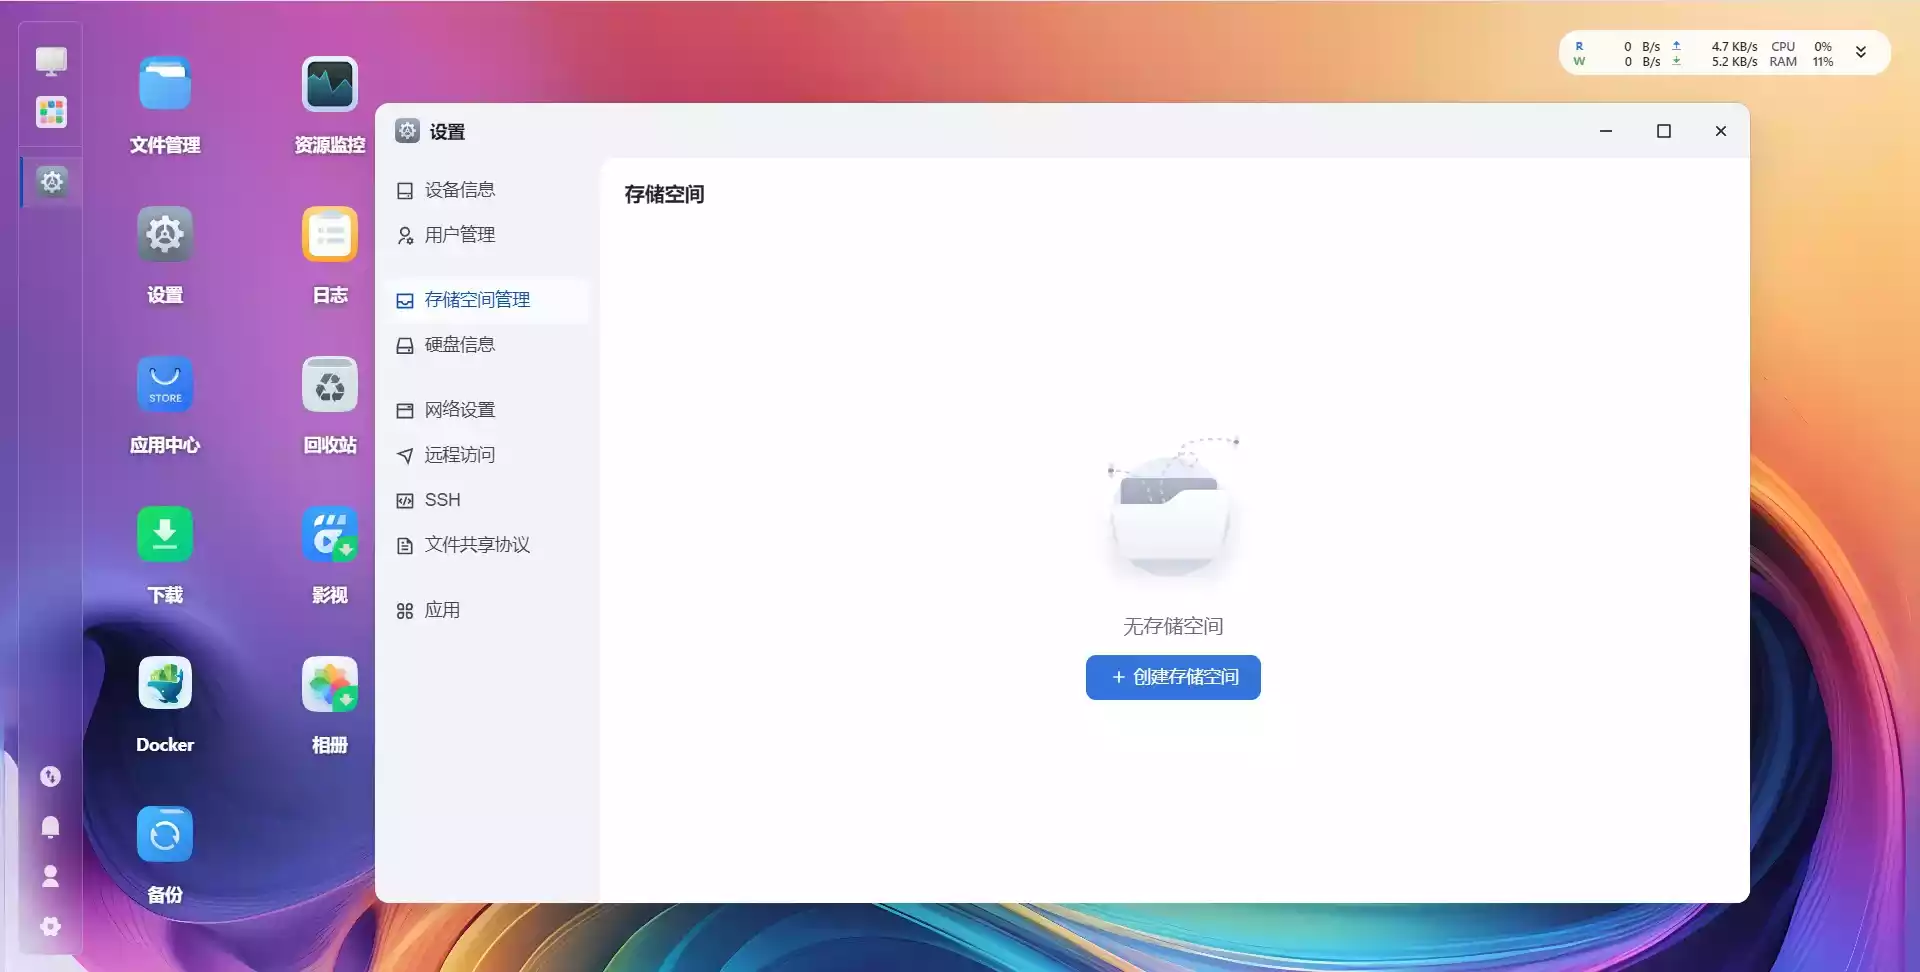 R 0 B/s 4.7 KB/s CPU 0%
W 0 B/s 5.2 KB/s RAM 11%
文件管理
资源监控
设置
日志
STORE
应用中心
回收站
下载
影视
Docker
相册
备份
设置
设备信息
用户管理
存储空间管理
硬盘信息
网络设置
远程访问
SSH
文件共享协议
应用
存储空间
无存储空间
+ 创建存储空间